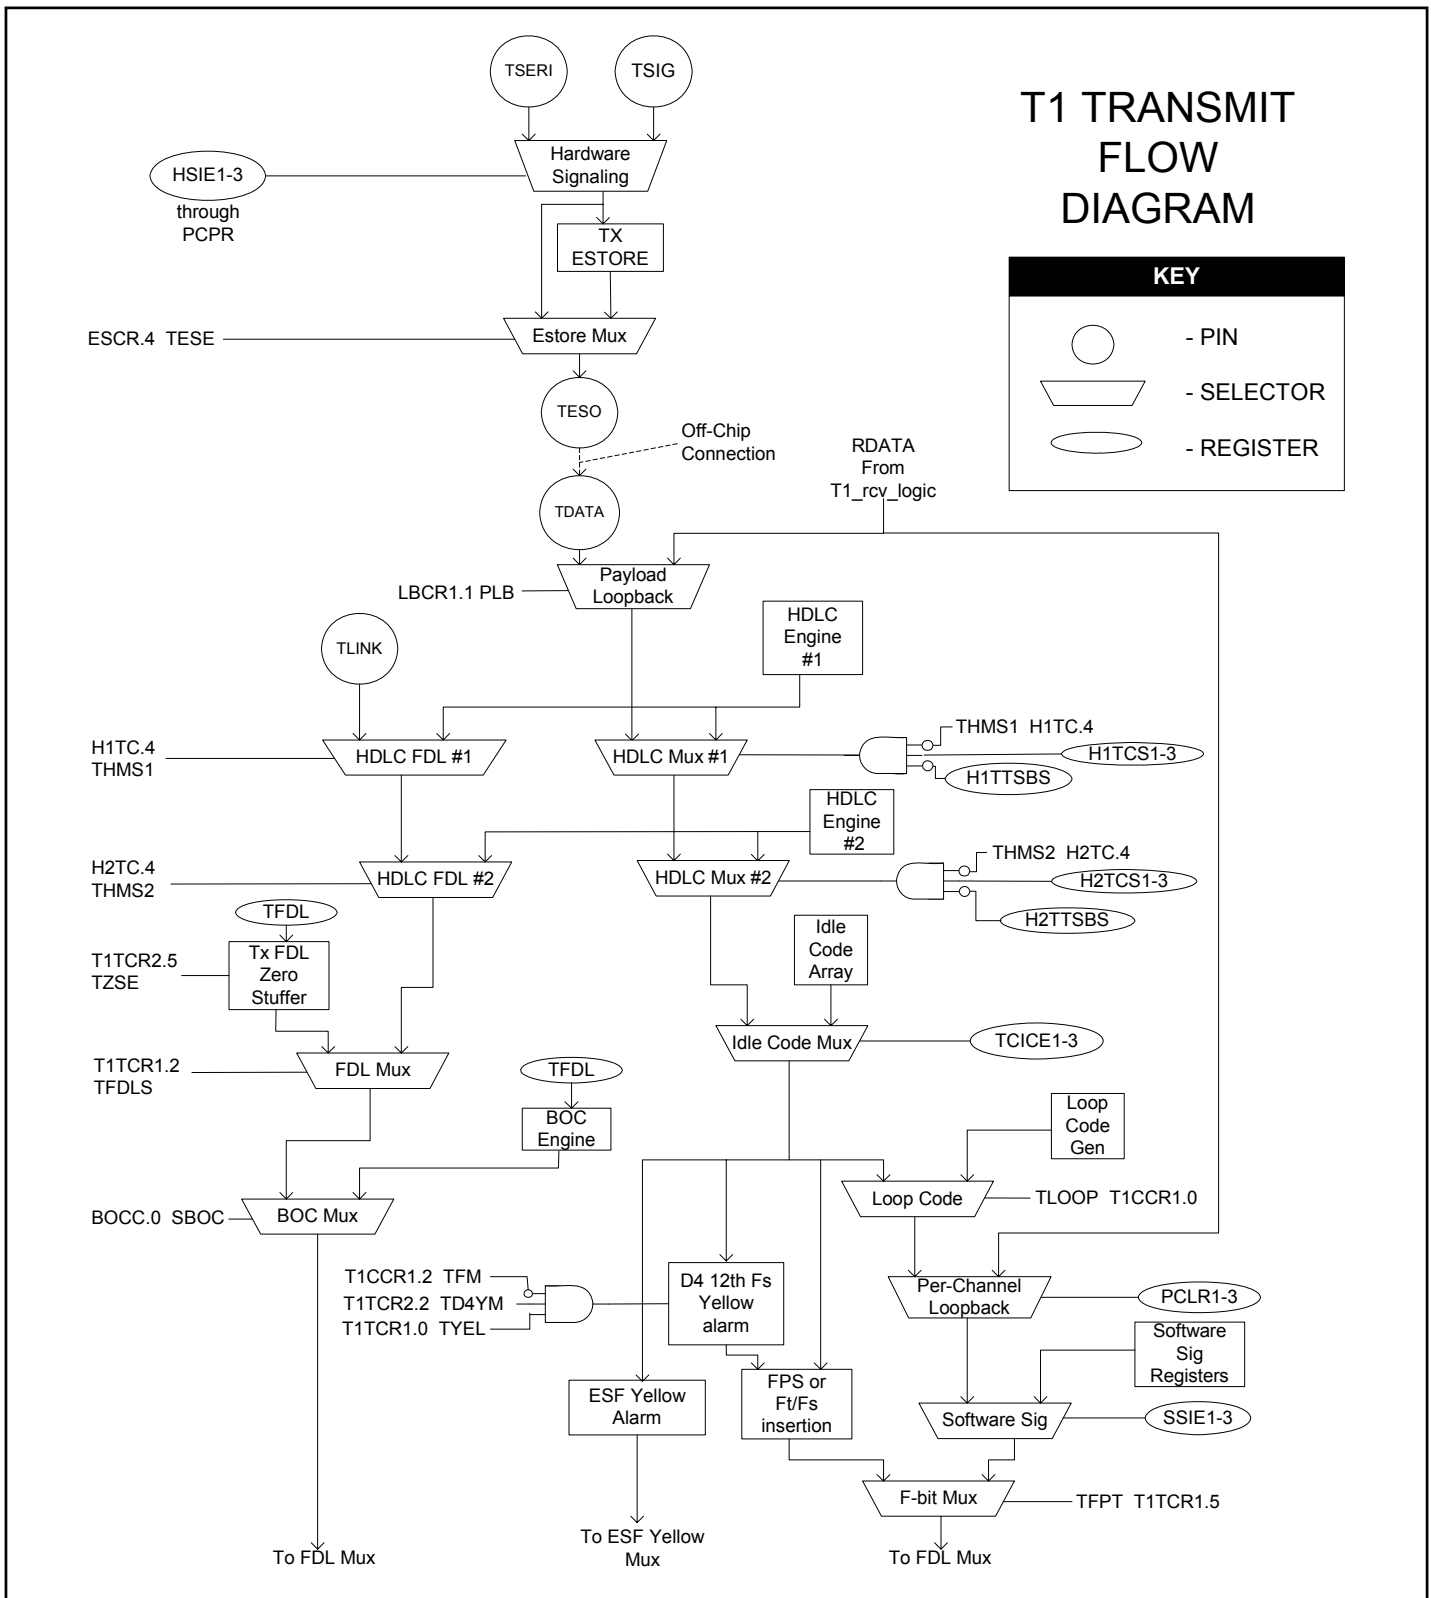 TSERI
TSIG
T1 TRANSMIT
FLOW
DIAGRAM
Hardware
Signaling
HSIE1-3
through
PCPR
TX
ESTORE
KEY
- PIN
- SELECTOR
- REGISTER
ESCR.4 TESE
Estore Mux
TESO
Off-Chip
Connection
RDATA
From
T1_rcv_logic
TDATA
LBCR1.1 PLB
Payload
Loopback
HDLC
Engine
#1
TLINK
H1TC.4
THMS1
HDLC FDL #1
HDLC Mux #1
THMS1 H1TC.4
H1TCS1-3
H1TTSBS
HDLC
Engine
#2
H2TC.4
THMS2
HDLC FDL #2
HDLC Mux #2
THMS2 H2TC.4
H2TCS1-3
H2TTSBS
TFDL
T1TCR2.5
TZSE
Tx FDL
Zero
Stuffer
Idle
Code
Array
Idle Code Mux
TCICE1-3
T1TCR1.2
TFDLS
FDL Mux
TFDL
BOC
Engine
Loop
Code
Gen
BOCC.0 SBOC
BOC Mux
Loop Code
TLOOP T1CCR1.0
T1CCR1.2 TFM
T1TCR2.2 TD4YM
T1TCR1.0 TYEL
D4 12th Fs
Yellow
alarm
Per-Channel
Loopback
PCLR1-3
Software
Sig
Registers
ESF Yellow
Alarm
FPS or
Ft/Fs
insertion
Software Sig
SSIE1-3
F-bit Mux
TFPT T1TCR1.5
To FDL Mux
To ESF Yellow
Mux
To FDL Mux